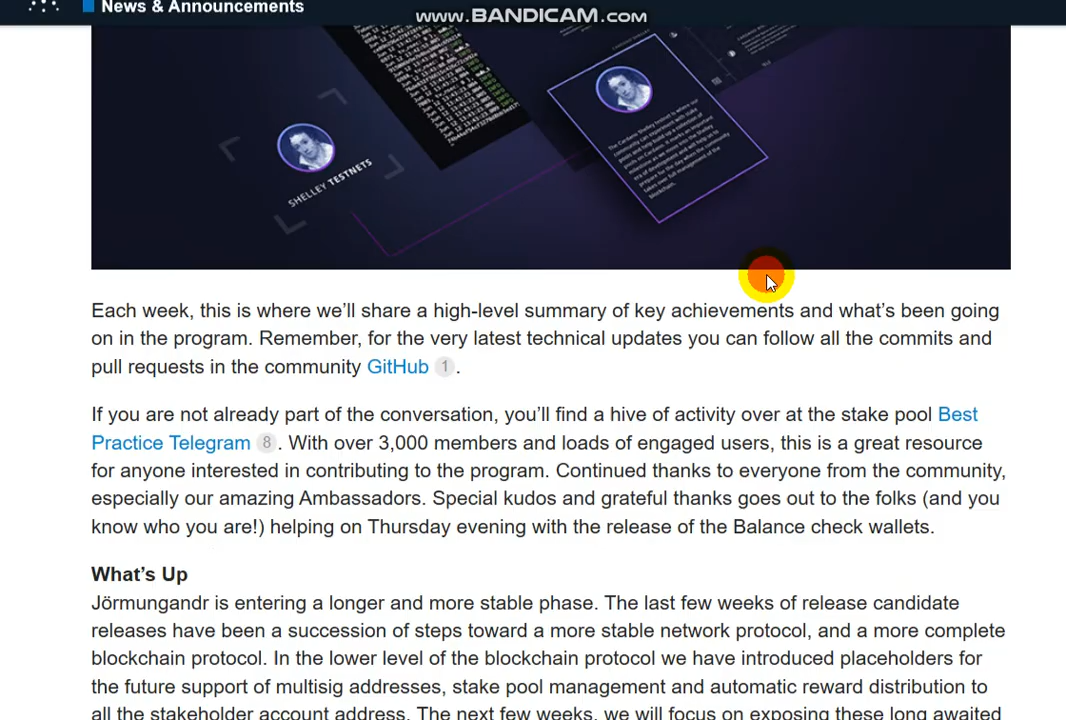 News & Announcements
www.BANDICAM.com
SHELLEY TESTNETS
The Cardano Shelley testnet is where our
Each week, this is where we’ll share a high-level summary of key achievements and what’s been going
on in the program. Remember, for the very latest technical updates you can follow all the commits and
pull requests in the community GitHub 1.
If you are not already part of the conversation, you’ll find a hive of activity over at the stake pool Best
Practice Telegram 8. With over 3,000 members and loads of engaged users, this is a great resource
for anyone interested in contributing to the program. Continued thanks to everyone from the community,
especially our amazing Ambassadors. Special kudos and grateful thanks goes out to the folks (and you
know who you are!) helping on Thursday evening with the release of the Balance check wallets.
What’s Up
Jörmungandr is entering a longer and more stable phase. The last few weeks of release candidate
releases have been a succession of steps toward a more stable network protocol, and a more complete
blockchain protocol. In the lower level of the blockchain protocol we have introduced placeholders for
the future support of multisig addresses, stake pool management and automatic reward distribution to
all the stakeholder account address. The next few weeks, we will focus on exposing these long awaited